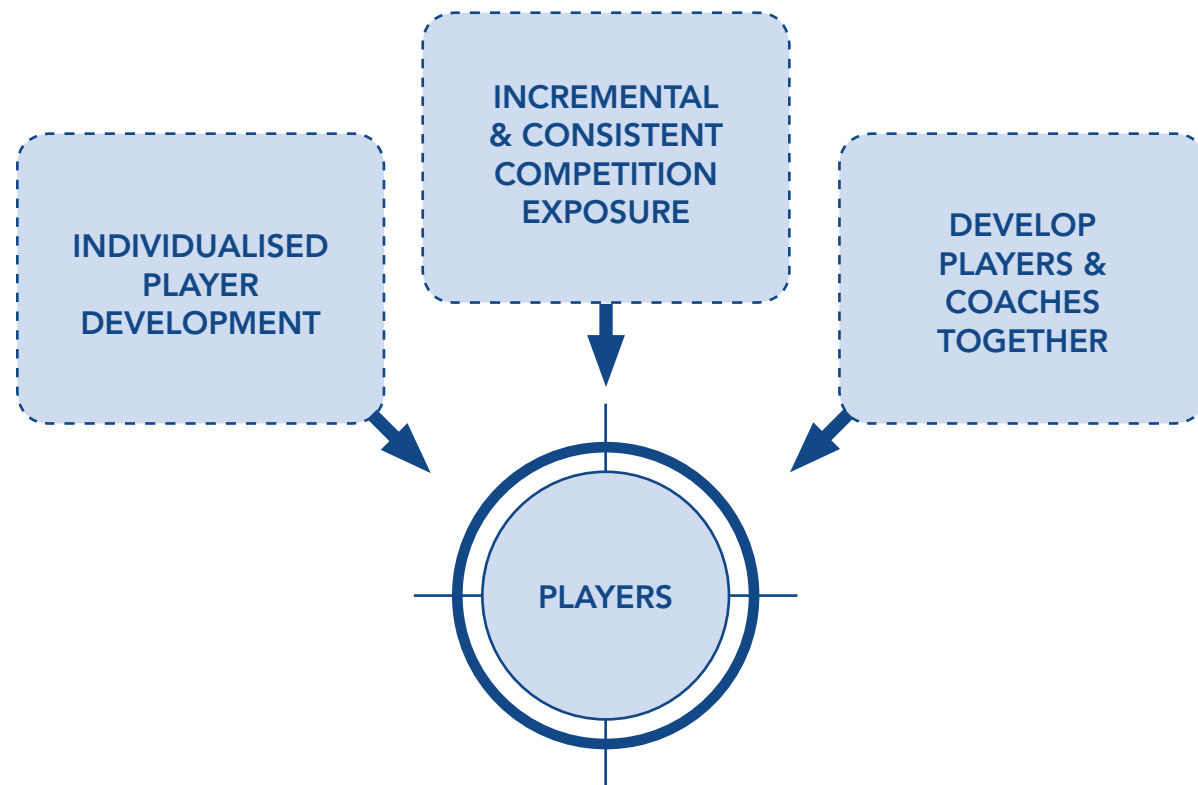 INDIVIDUALISED
PLAYER
DEVELOPMENT
INCREMENTAL
& CONSISTENT
COMPETITION
EXPOSURE
DEVELOP
PLAYERS &
COACHES
TOGETHER
PLAYERS